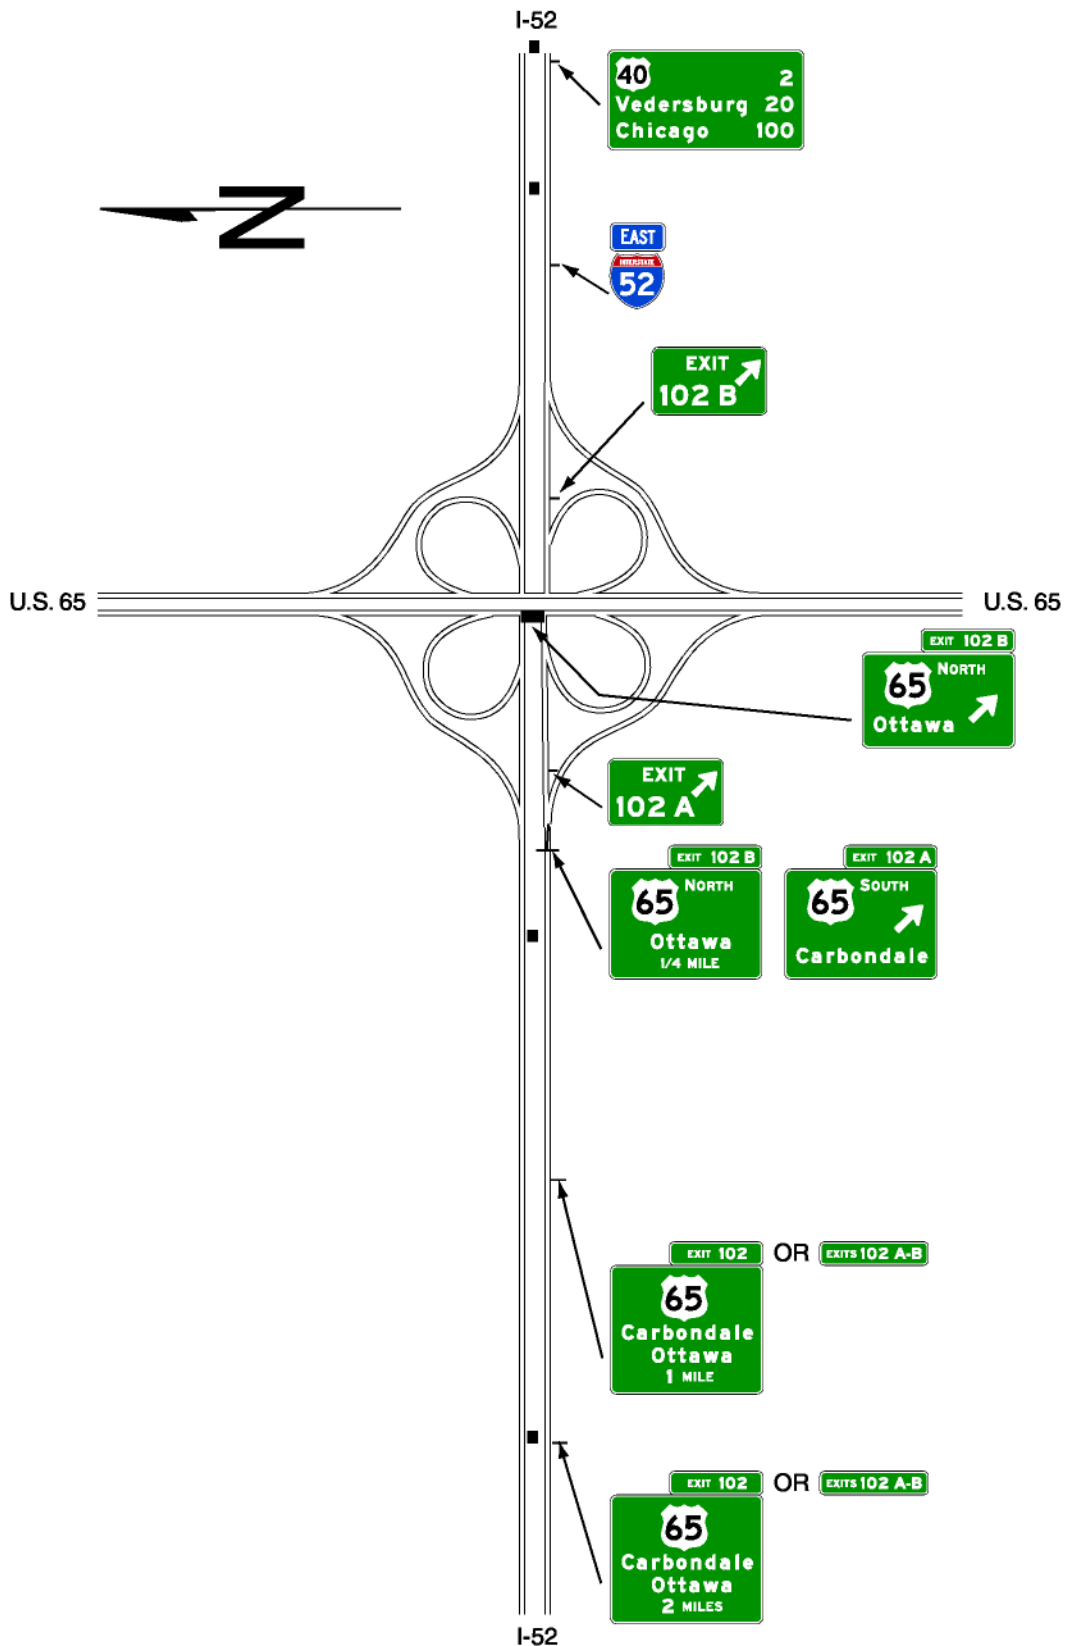 I-52
40 2
Vedersburg 20
Chicago 100
N
EAST
INTERSTATE
52
EXIT
102 B
U.S. 65
U.S. 65
EXIT 102 B
65 NORTH
Ottawa
EXIT
102 A
EXIT 102 B
65 NORTH
Ottawa
1/4 MILE
EXIT 102 A
65 SOUTH
Carbondale
EXIT 102 OR EXITS 102 A-B
65
Carbondale
Ottawa
1 MILE
EXIT 102 OR EXITS 102 A-B
65
Carbondale
Ottawa
2 MILES
I-52